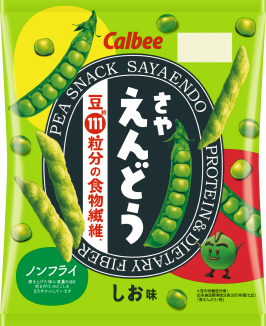 Calbee
PEA SNACK SAYAENDO
PROTEIN & DIETARY FIBER
さや
えんどう
豆約111粒分の食物繊維*
ノンフライ
しお味